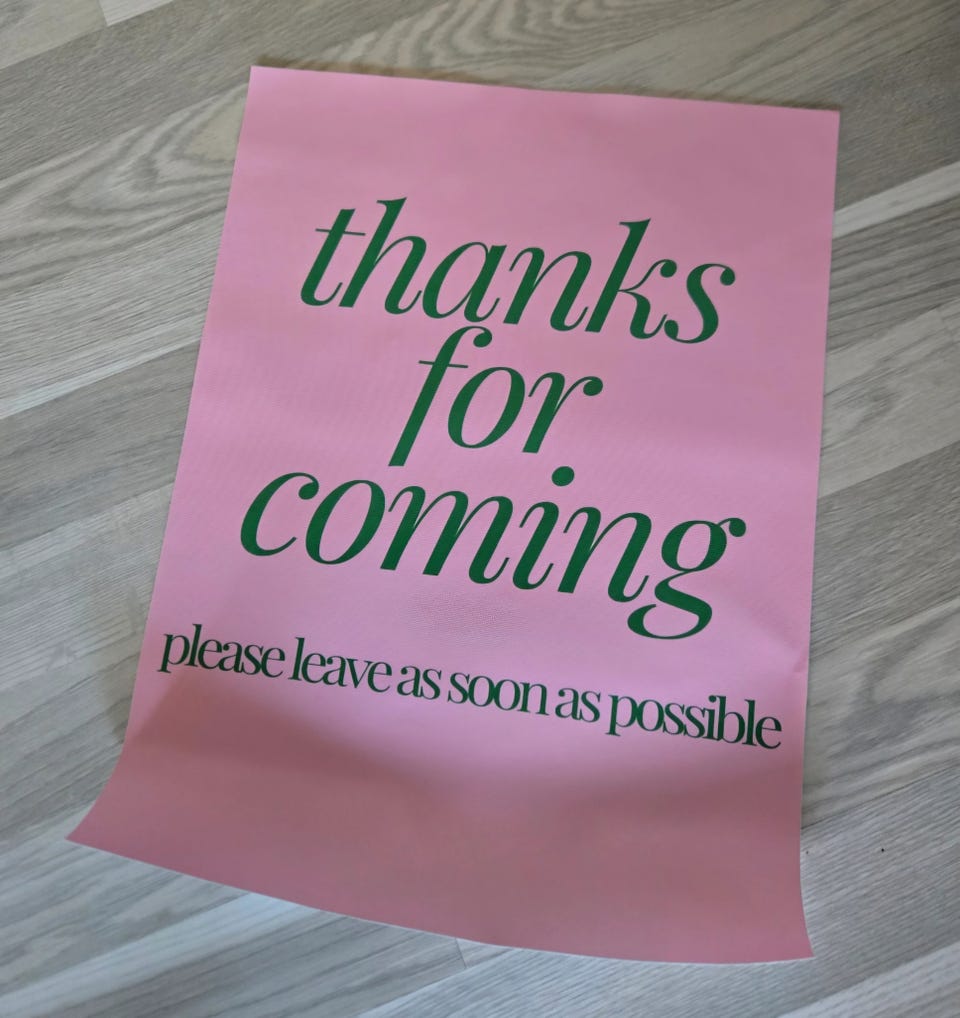 thanks
for
coming
please leave as soon as possible